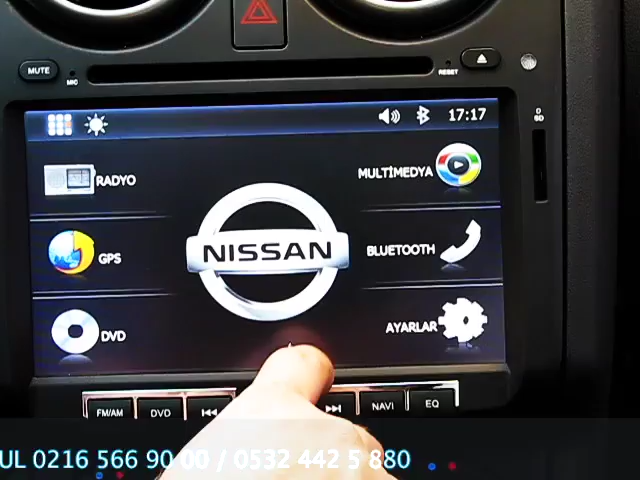 MUTE
MIC
RESET
SD
17:17
RADYO
MULTİMEDYA
NISSAN
GPS
BLUETOOTH
DVD
AYARLAR
FM/AM DVD NAVI EQ
UL 0216 566 90 00 / 0532 442 5 880